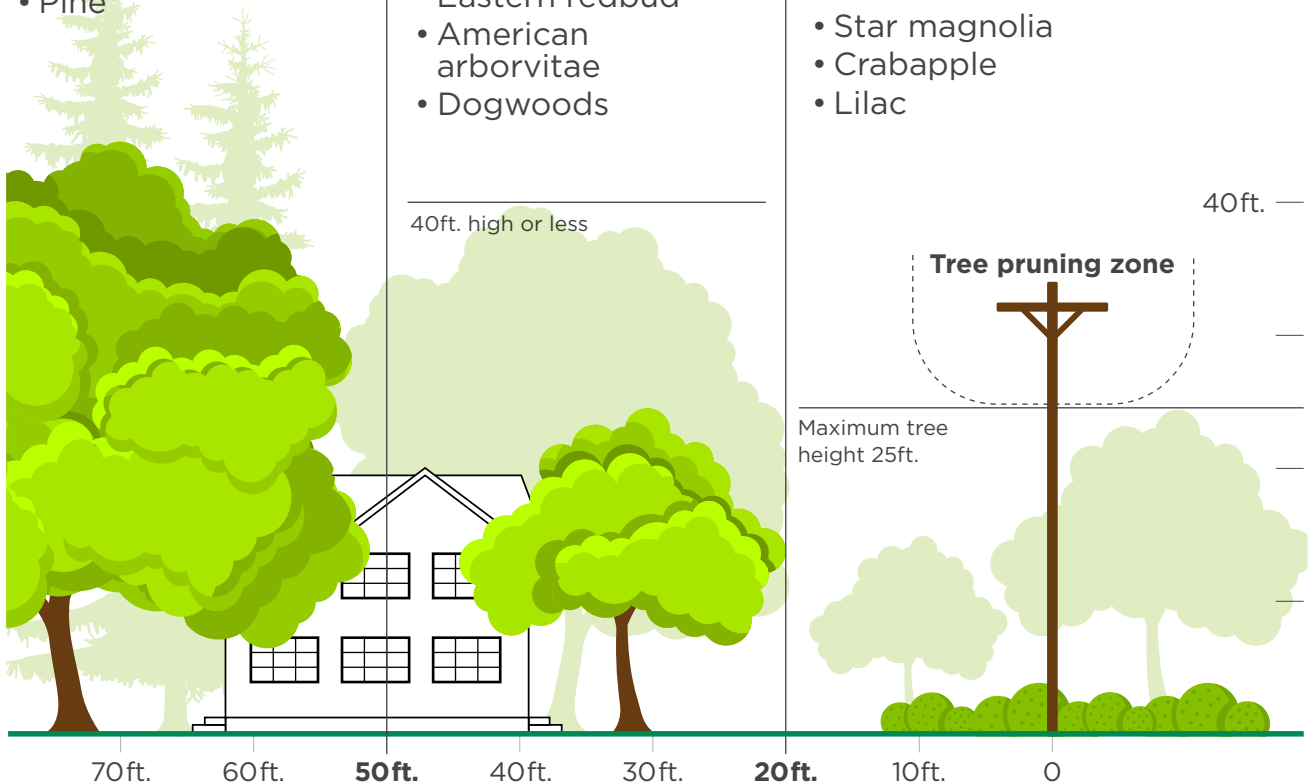 • Pine
Eastern redbud
• American
arborvitae
• Dogwoods
• Star magnolia
• Crabapple
• Lilac
40ft. high or less
40ft.
Tree pruning zone
Maximum tree
height 25ft.
70ft. 60ft. 50ft. 40ft. 30ft. 20ft. 10ft. 0